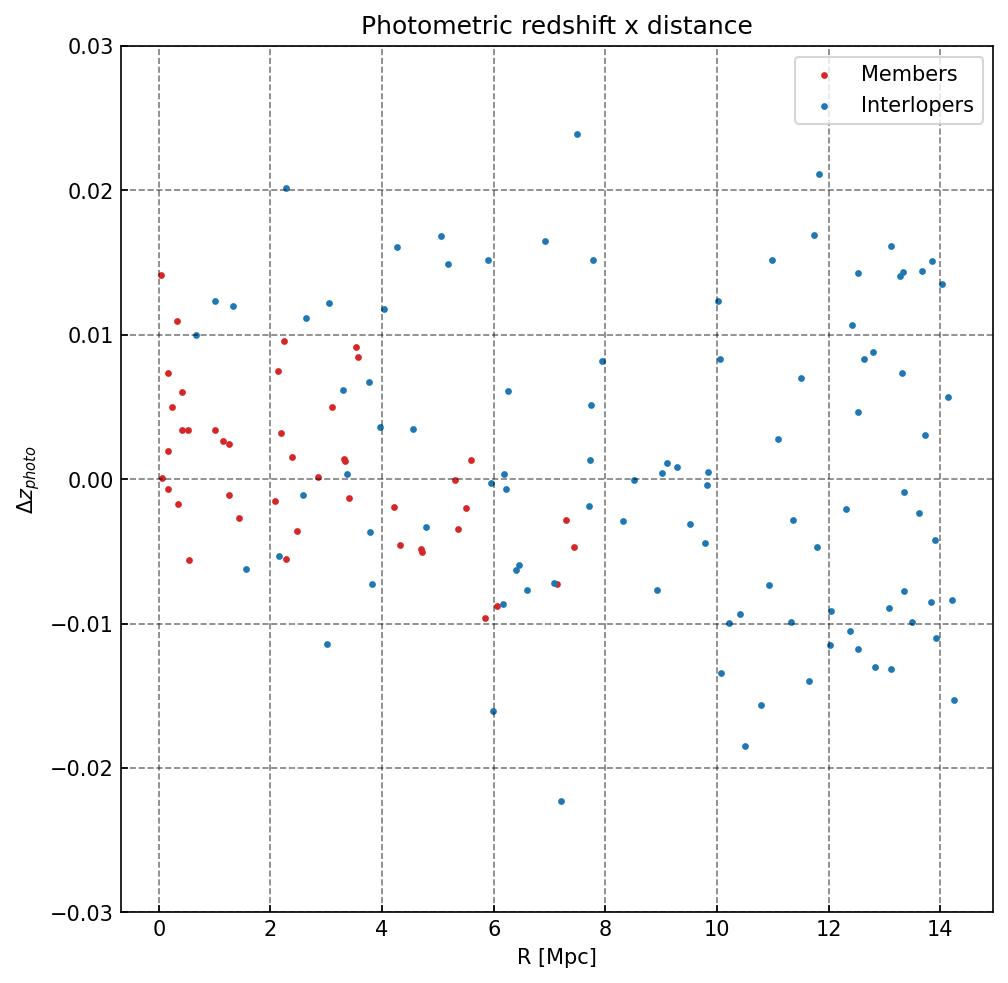 Photometric redshift x distance
0.03
0.02
0.01
0.00
−0.01
−0.02
−0.03
Δz_photo
Members
Interlopers
0 2 4 6 8 10 12 14
R [Mpc]